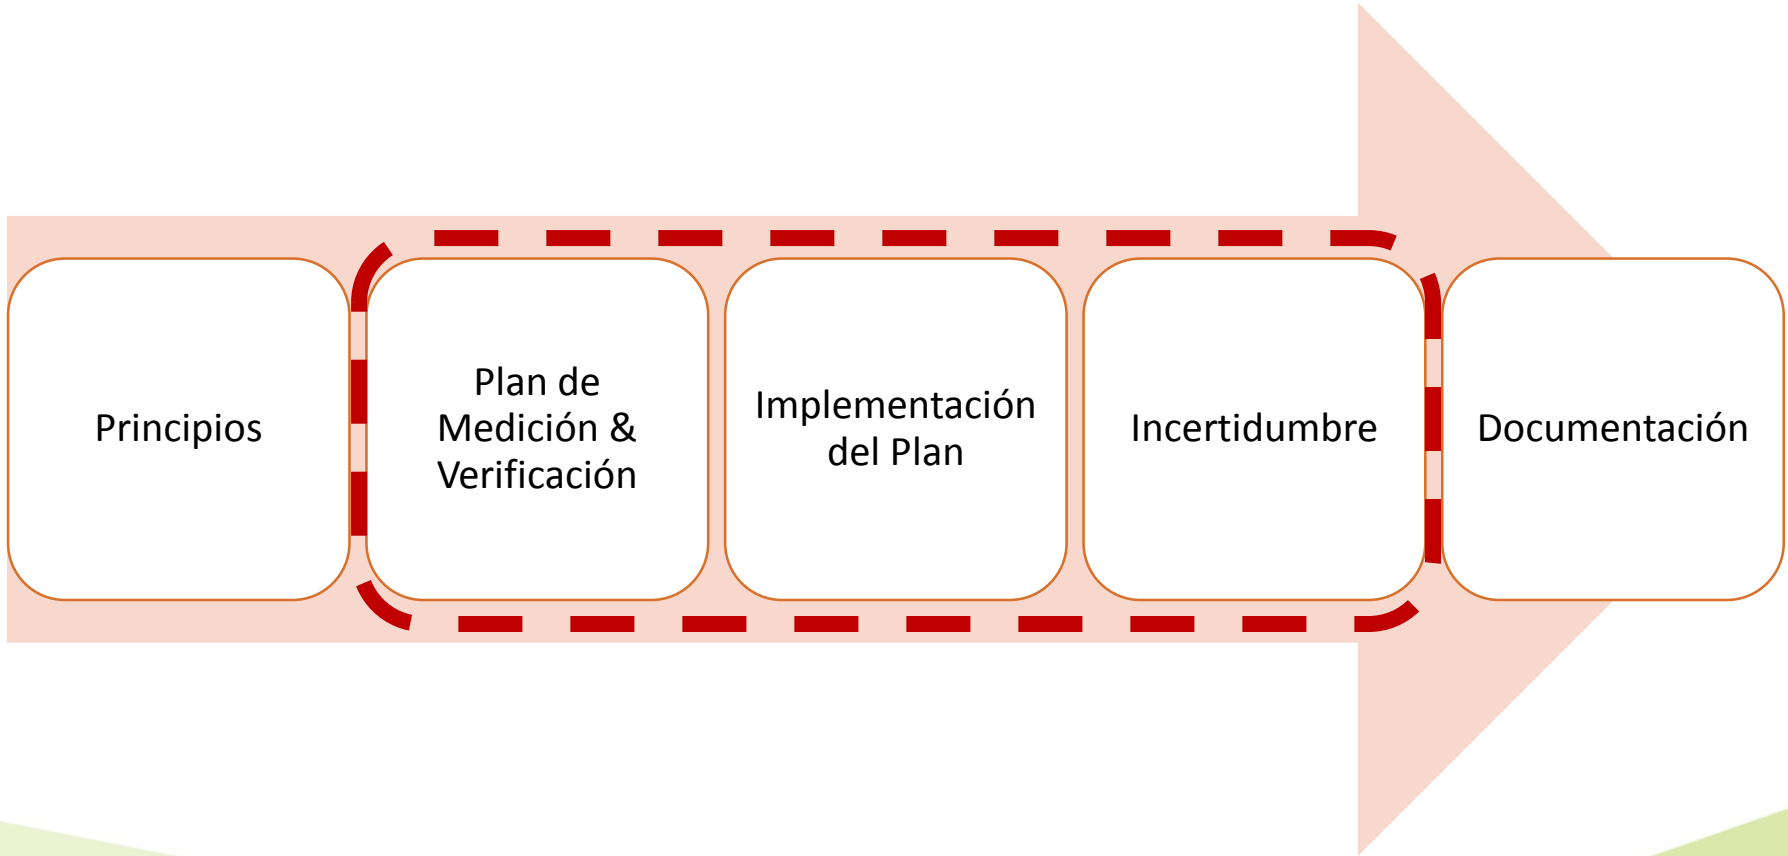 Principios
Plan de
Medición &
Verificación
Implementación
del Plan
Incertidumbre
Documentación